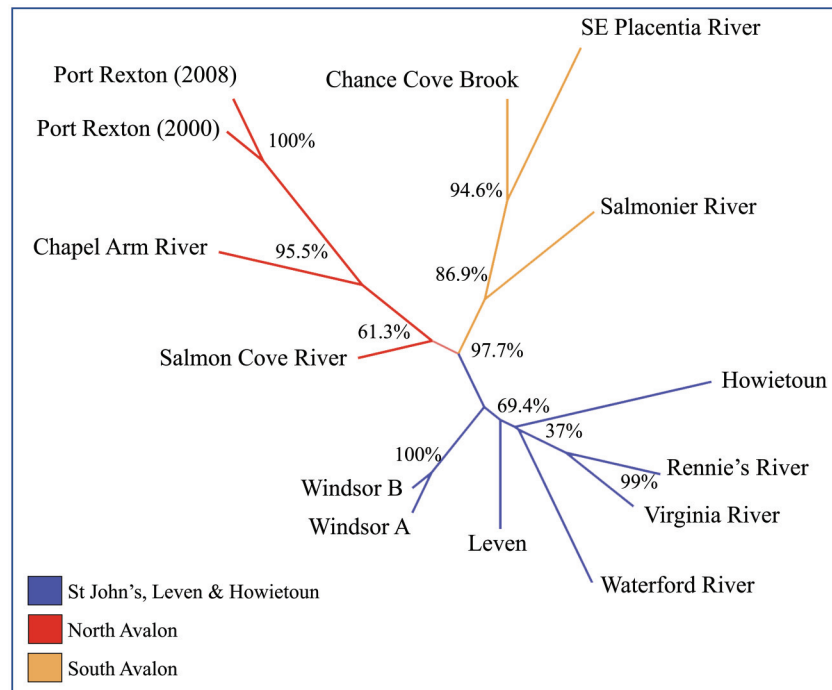 SE Placentia River
Port Rexton (2008)
Chance Cove Brook
Port Rexton (2000)
100%
94.6%
Salmonier River
Chapel Arm River
95.5%
86.9%
61.3%
97.7%
Salmon Cove River
Howietoun
69.4%
37%
100%
Rennie's River
99%
Windsor B
Virginia River
Windsor A
Leven
Waterford River
St John's, Leven & Howietoun
North Avalon
South Avalon